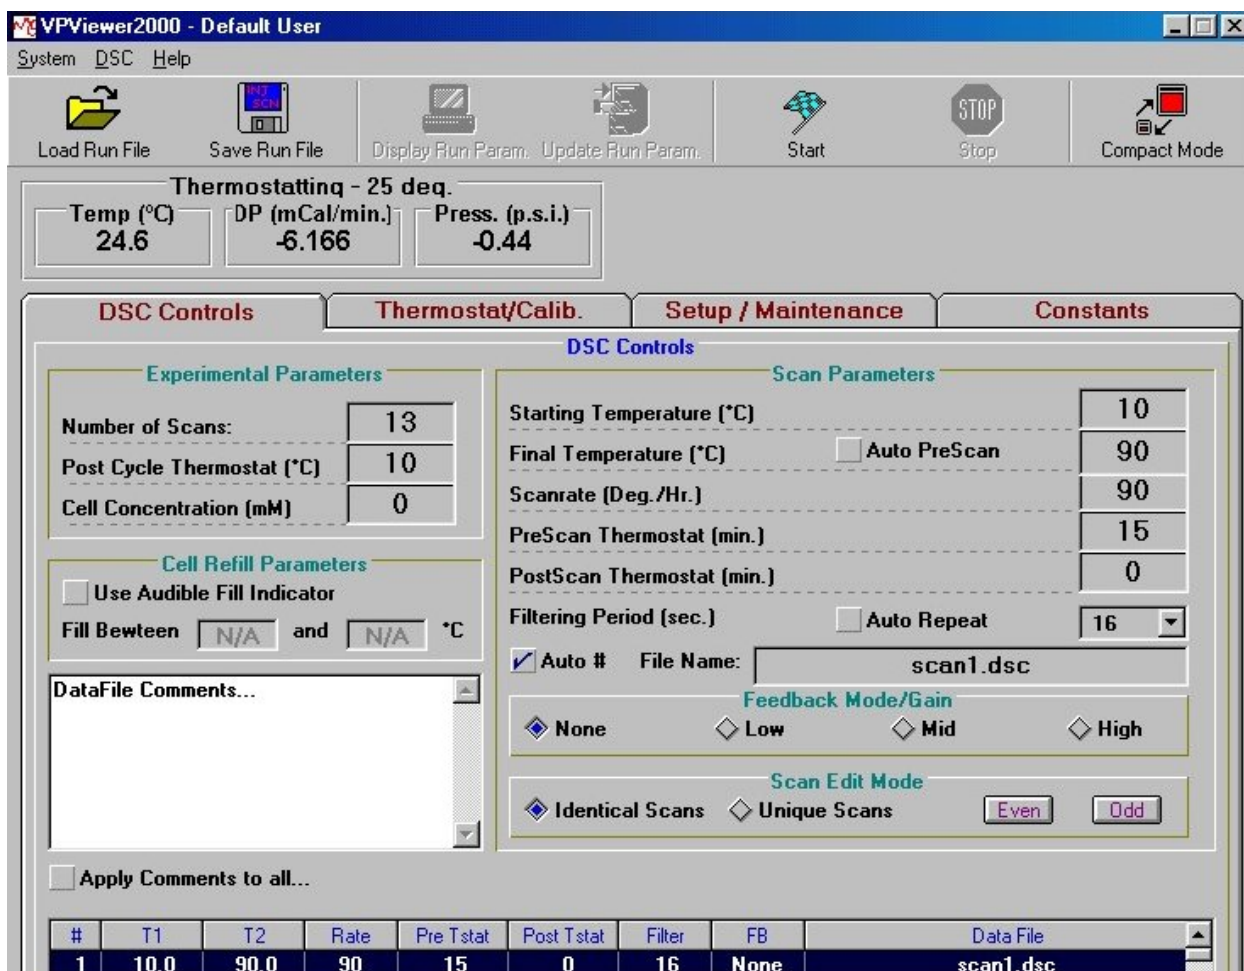 VPViewer2000 - Default User
System DSC Help
INJ
SCN
STOP
Load Run File Save Run File Display Run Param. Update Run Param. Start Stop Compact Mode
Thermostatting - 25 deg.
Temp (ºC) DP (mCal/min.) Press. (p.s.i.)
24.6 -6.166 -0.44
DSC Controls Thermostat/Calib. Setup / Maintenance Constants
DSC Controls
Experimental Parameters
Number of Scans: 13
Post Cycle Thermostat (°C) 10
Cell Concentration (mM) 0
Cell Refill Parameters
Use Audible Fill Indicator
Fill Bewteen N/A and N/A °C
DataFile Comments...
Scan Parameters
Starting Temperature (°C) 10
Final Temperature (°C) Auto PreScan 90
Scanrate (Deg./Hr.) 90
PreScan Thermostat (min.) 15
PostScan Thermostat (min.) 0
Filtering Period (sec.) Auto Repeat 16
Auto # File Name: scan1.dsc
Feedback Mode/Gain
None Low Mid High
Scan Edit Mode
Identical Scans Unique Scans Even Odd
Apply Comments to all...
# T1 T2 Rate Pre Tstat Post Tstat Filter FB Data File
1 10.0 90.0 90 15 0 16 None scan1.dsc